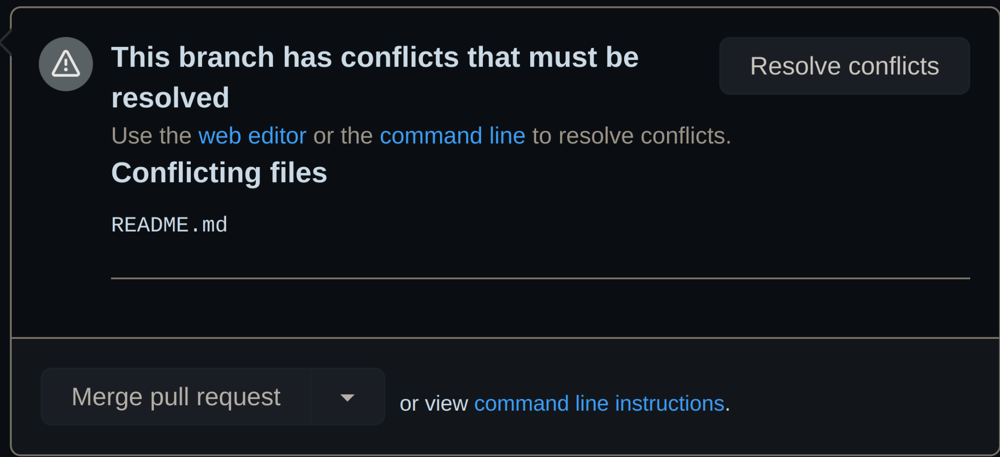 This branch has conflicts that must be
resolved
Resolve conflicts
Use the web editor or the command line to resolve conflicts.
Conflicting files
README.md
Merge pull request
or view command line instructions.